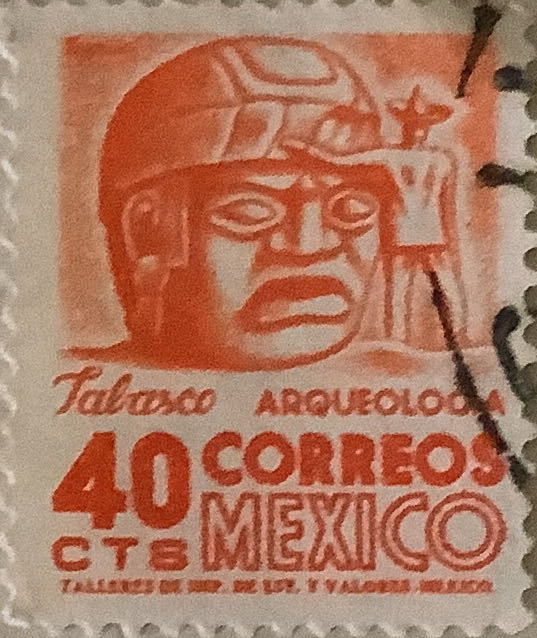 Tabasco ARQUEOLOGIA
40 CTS CORREOS
MEXICO
TALLERES DE IMP. DE EST. Y VALORES-MEXICO